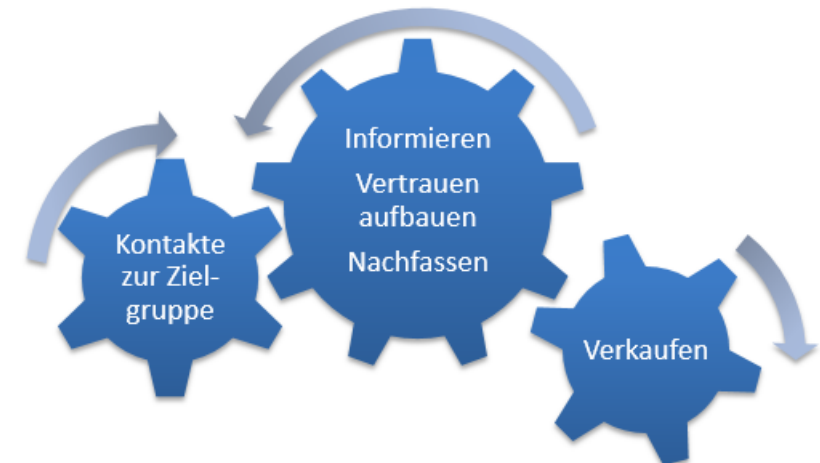 Kontakte
zur Ziel-
gruppe
Informieren
Vertrauen
aufbauen
Nachfassen
Verkaufen